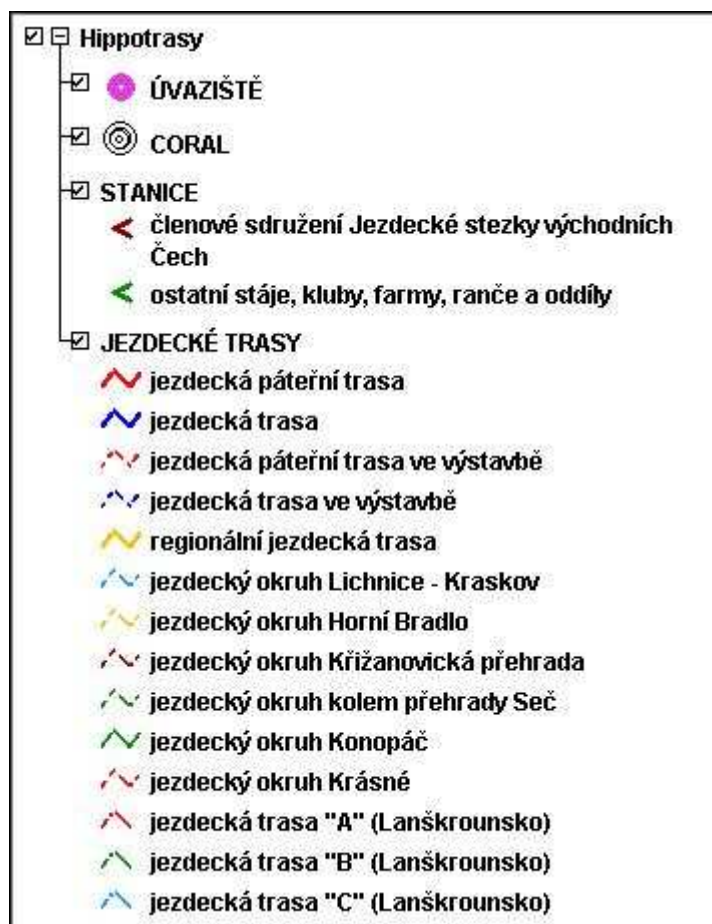 Hippotrasy
ÚVAZIŠTĚ
CORAL
STANICE
členové sdružení Jezdecké stezky východních
Čech
ostatní stáje, kluby, farmy, ranče a oddíly
JEZDECKÉ TRASY
jezdecká páteřní trasa
jezdecká trasa
jezdecká páteřní trasa ve výstavbě
jezdecká trasa ve výstavbě
regionální jezdecká trasa
jezdecký okruh Lichnice - Kraskov
jezdecký okruh Horní Bradlo
jezdecký okruh Křižanovická přehrada
jezdecký okruh kolem přehrady Seč
jezdecký okruh Konopáč
jezdecký okruh Krásné
jezdecká trasa "A" (Lanškrounsko)
jezdecká trasa "B" (Lanškrounsko)
jezdecká trasa "C" (Lanškrounsko)